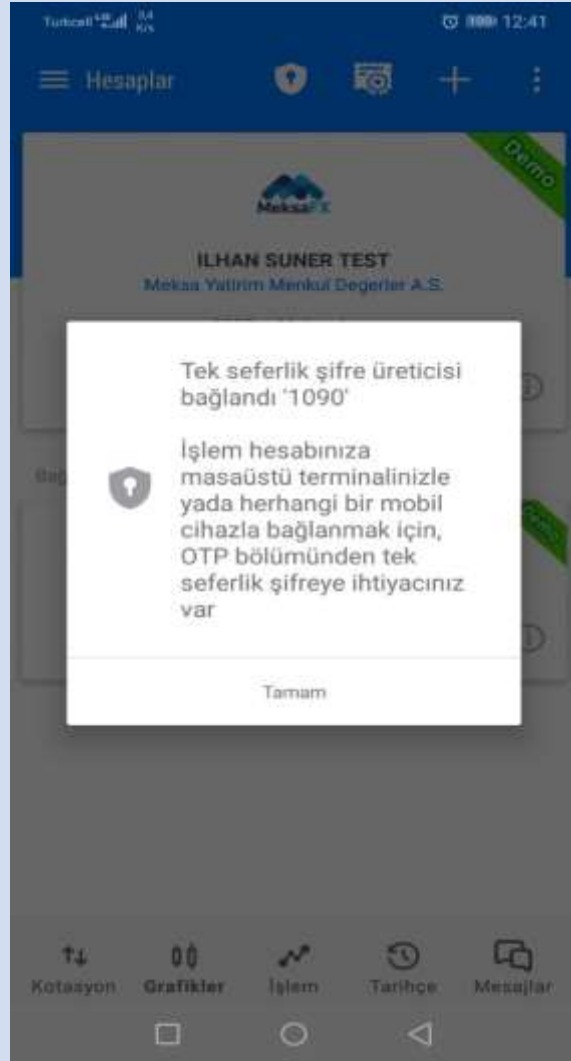 Turkcell
12:41
Hesaplar
Demo
MeksaFX
ILHAN SUNER TEST
Meksa Yatirim Menkul Degerler A.S.
Tek seferlik şifre üreticisi
bağlandı '1090'
İşlem hesabınıza
masaüstü terminalinizle
yada herhangi bir mobil
cihazla bağlanmak için,
OTP bölümünden tek
seferlik şifreye ihtiyacınız
var
Tamam
Kotasyon Grafikler İşlem Tarihçe Mesajlar